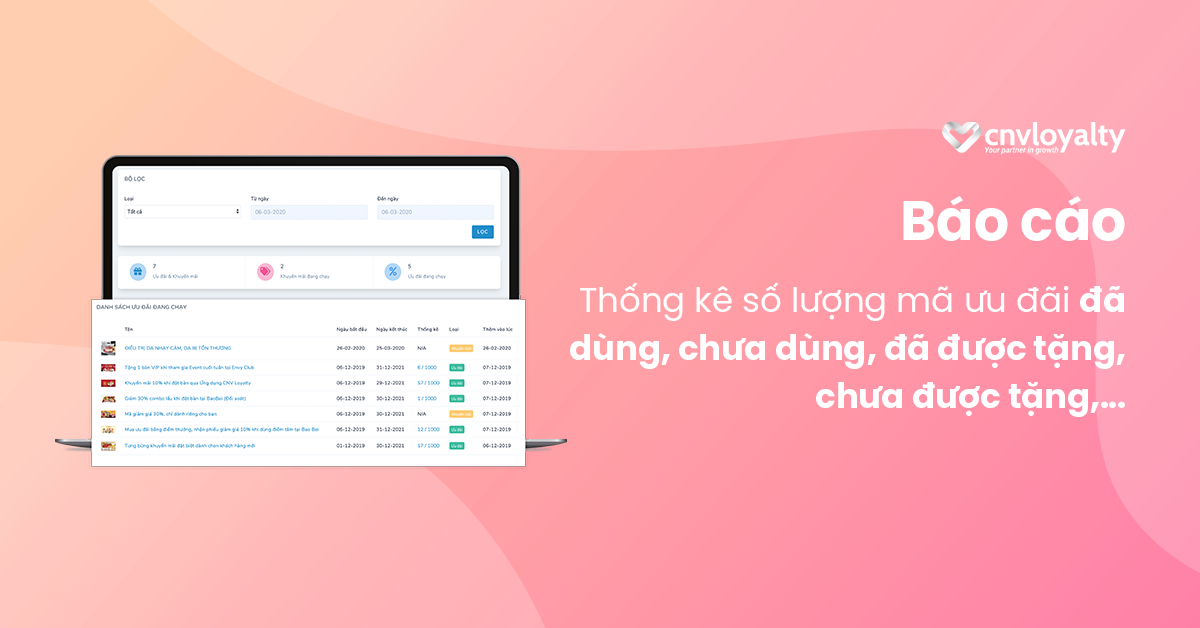 cnvloyalty
Your partner in growth
Báo cáo
Thống kê số lượng mã ưu đãi đã
dùng, chưa dùng, đã được tặng,
chưa được tặng,...
BỘ LỌC
Loại Từ ngày Đến ngày
Tất cả 06-03-2020 06-03-2020
LỌC
7 2 5
Ưu đãi & Khuyến mãi Khuyến mãi đang chạy Ưu đãi đang chạy
DANH SÁCH ƯU ĐÃI ĐANG CHẠY
Tên Ngày bắt đầu Ngày kết thúc Thống kê Loại Thêm vào lúc
ĐIỀU TRỊ DA NHẠY CẢM, DA BỊ TỔN THƯƠNG 26-02-2020 25-03-2020 N/A Khuyến mãi 26-02-2020
Tặng 1 bàn VIP khi tham gia Event cuối tuần tại Envy Club 06-12-2019 31-12-2021 6 / 1000 Ưu đãi 07-12-2019
Khuyến mãi 10% khi đặt bàn qua Ứng dụng CNV Loyalty 06-12-2019 29-12-2021 57 / 1000 Ưu đãi 07-12-2019
Giảm 30% combo lẩu khi đặt bàn tại BaoBai (Đổi soát) 06-12-2019 30-12-2021 1 / 1000 Ưu đãi 07-12-2019
Mã giảm giá 30%, chỉ dành riêng cho bạn 06-12-2019 30-12-2021 N/A Khuyến mãi 07-12-2019
Mưa ưu đãi bằng điểm thưởng, nhận phiếu giảm giá 10% khi dùng điểm tâm tại Bao Bai 05-12-2019 31-12-2021 12 / 1000 Ưu đãi 07-12-2019
Tưng bừng khuyến mãi đặt biệt dành cho khách hàng mới 01-12-2019 30-12-2021 17 / 1000 Ưu đãi 06-12-2019